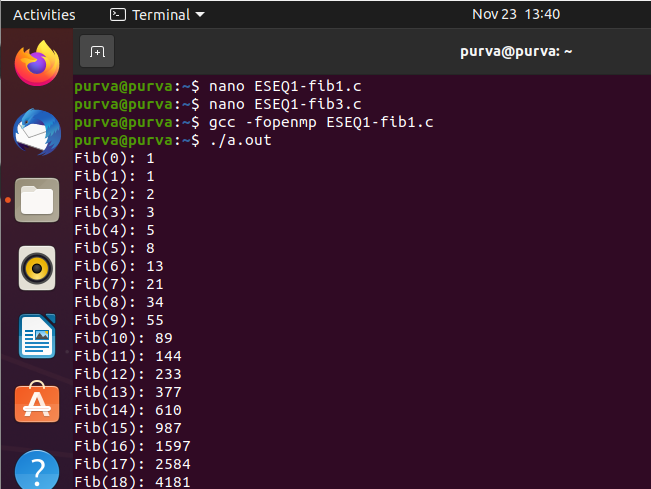 Activities
Terminal
Nov 23 13:40
purva@purva: ~
purva@purva:~$ nano ESEQ1-fib1.c
purva@purva:~$ nano ESEQ1-fib3.c
purva@purva:~$ gcc -fopenmp ESEQ1-fib1.c
purva@purva:~$ ./a.out
Fib(0): 1
Fib(1): 1
Fib(2): 2
Fib(3): 3
Fib(4): 5
Fib(5): 8
Fib(6): 13
Fib(7): 21
Fib(8): 34
Fib(9): 55
Fib(10): 89
Fib(11): 144
Fib(12): 233
Fib(13): 377
Fib(14): 610
Fib(15): 987
Fib(16): 1597
Fib(17): 2584
Fib(18): 4181